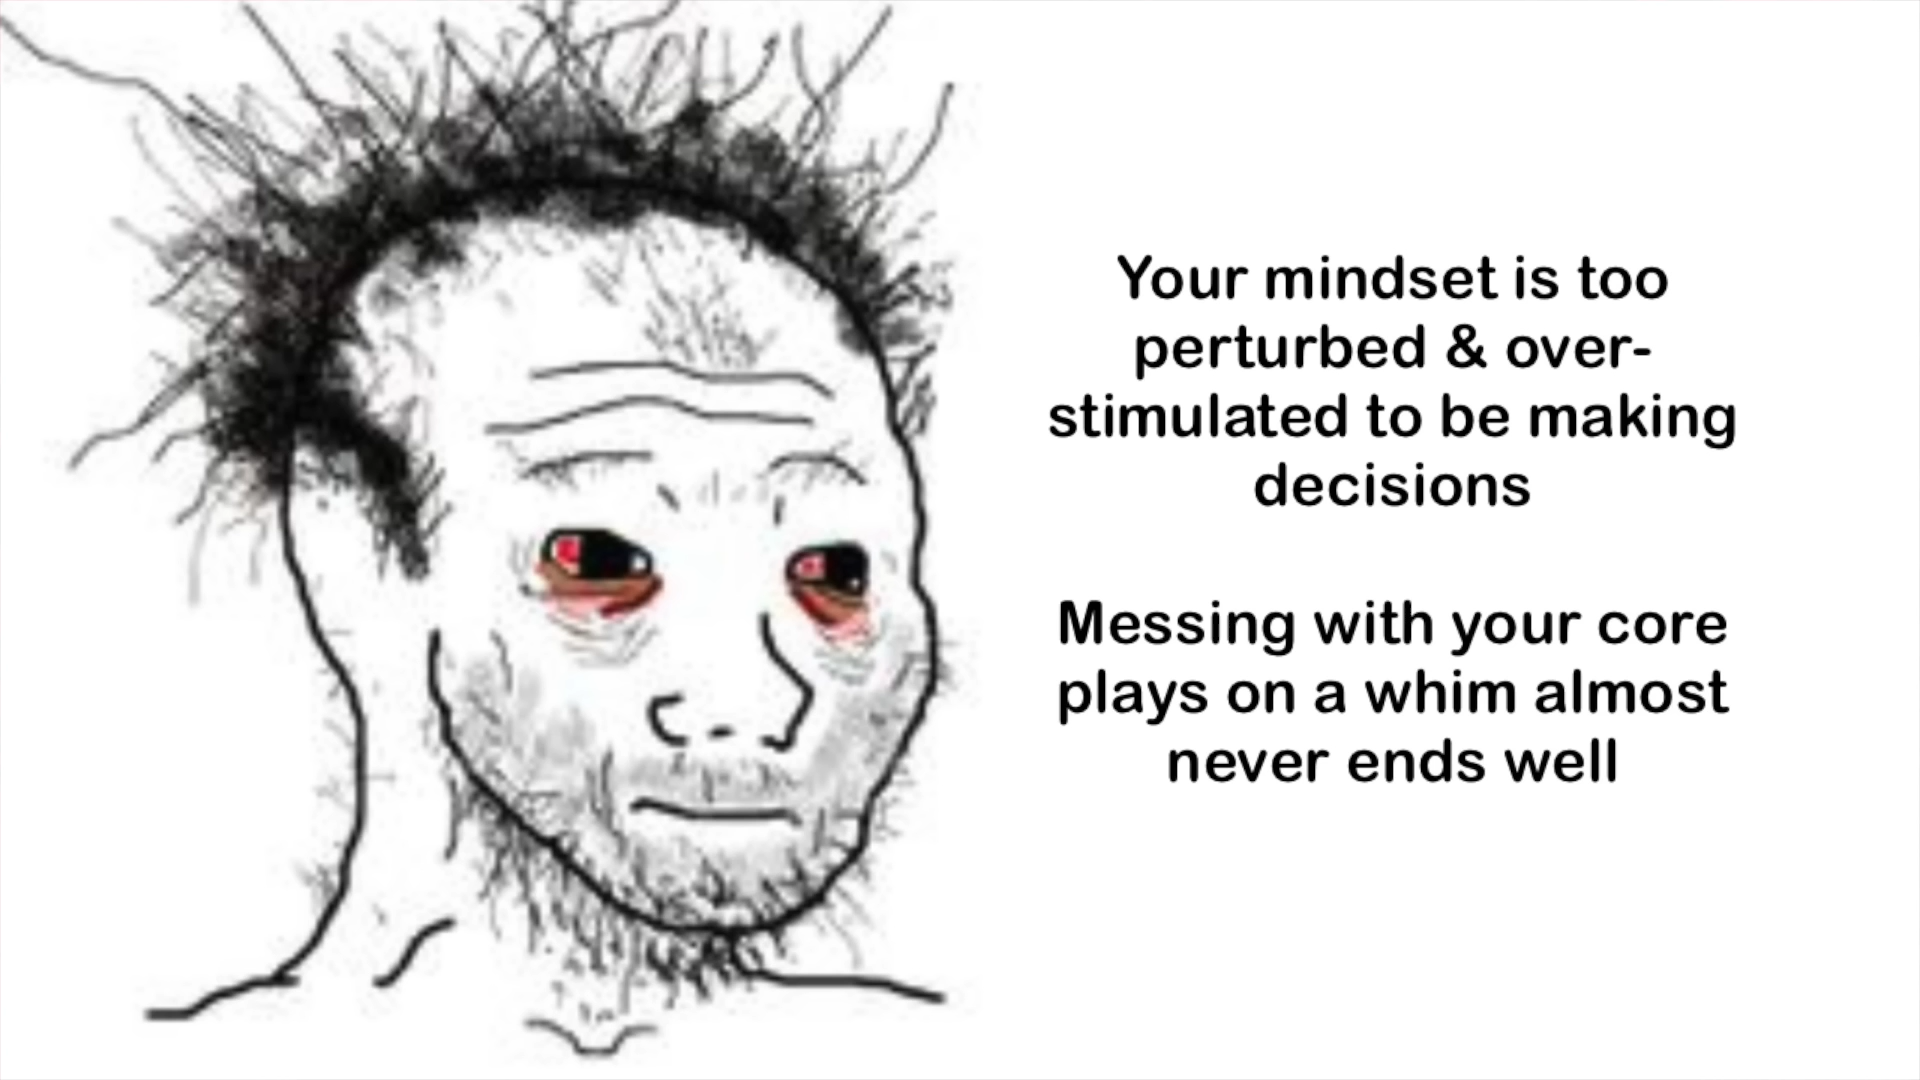 Your mindset is too
perturbed & over-
stimulated to be making
decisions
Messing with your core
plays on a whim almost
never ends well